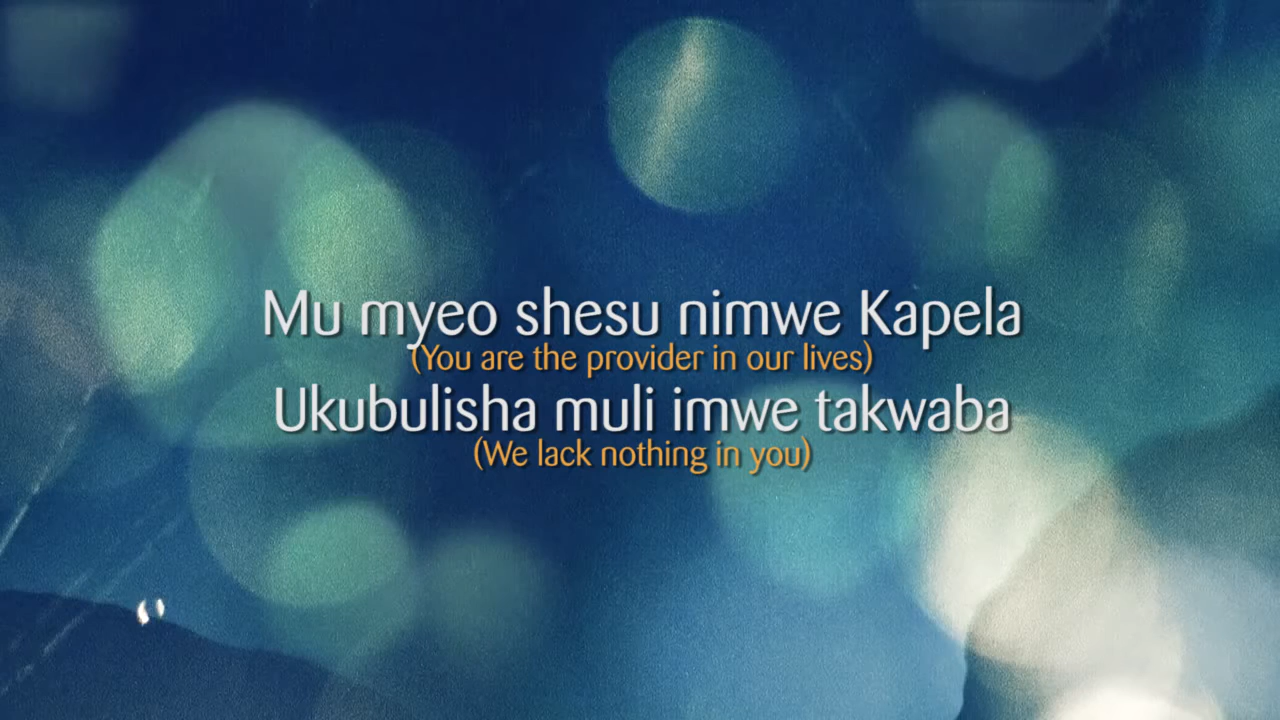 Mu myeo shesu nimwe Kapela
(You are the provider in our lives)
Ukubulisha muli imwe takwaba
(We lack nothing in you)